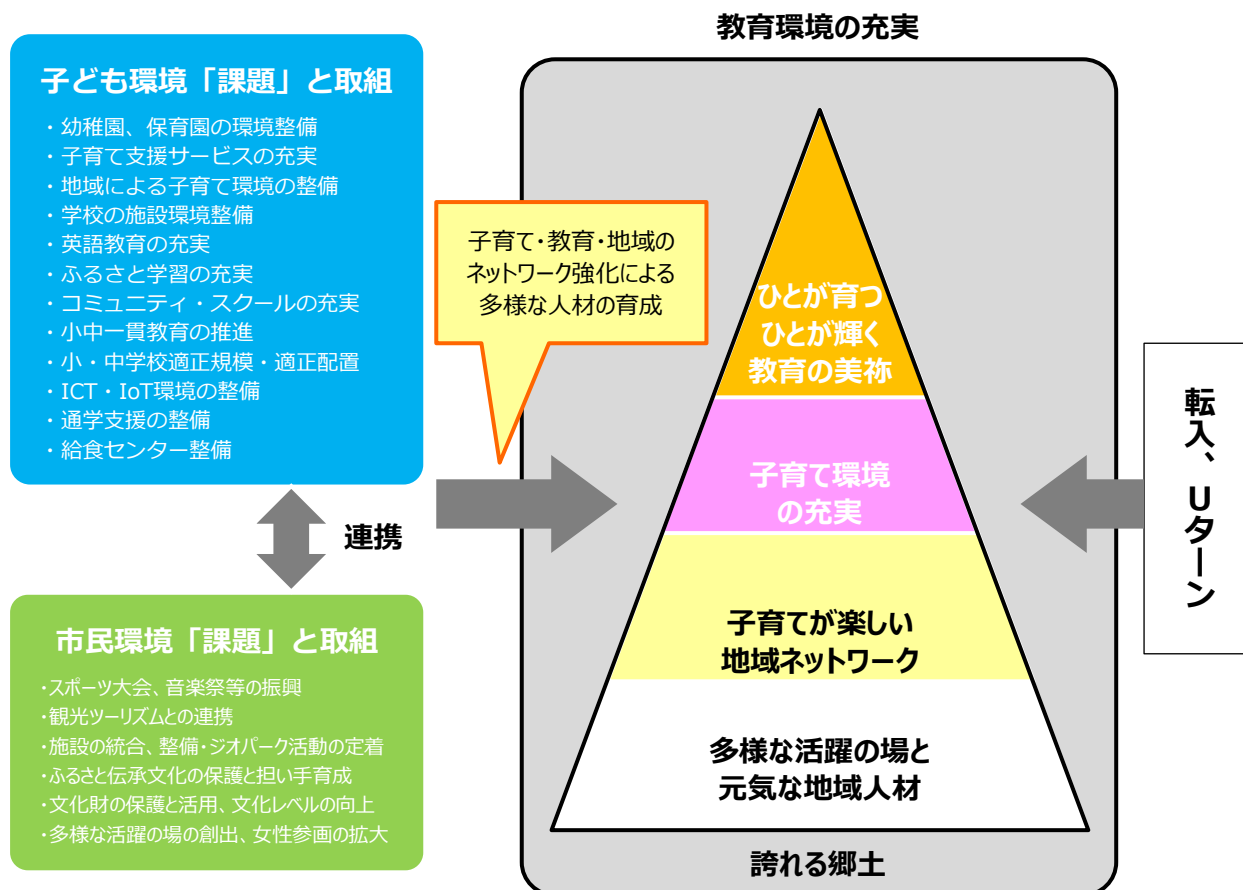 教育環境の充実
子ども環境「課題」と取組
・幼稚園、保育園の環境整備
・子育て支援サービスの充実
・地域による子育て環境の整備
・学校の施設環境整備
・英語教育の充実
・ふるさと学習の充実
・コミュニティ・スクールの充実
・小中一貫教育の推進
・小・中学校適正規模・適正配置
・ICT・IoT環境の整備
・通学支援の整備
・給食センター整備
連携
市民環境「課題」と取組
・スポーツ大会、音楽祭等の振興
・観光ツーリズムとの連携
・施設の統合、整備・ジオパーク活動の定着
・ふるさと伝承文化の保護と担い手育成
・文化財の保護と活用、文化レベルの向上
・多様な活躍の場の創出、女性参画の拡大
子育て・教育・地域の
ネットワーク強化による
多様な人材の育成
ひとが育つ
ひとが輝く
教育の美祢
子育て環境
の充実
子育てが楽しい
地域ネットワーク
多様な活躍の場と
元気な地域人材
誇れる郷土
転入、Uターン